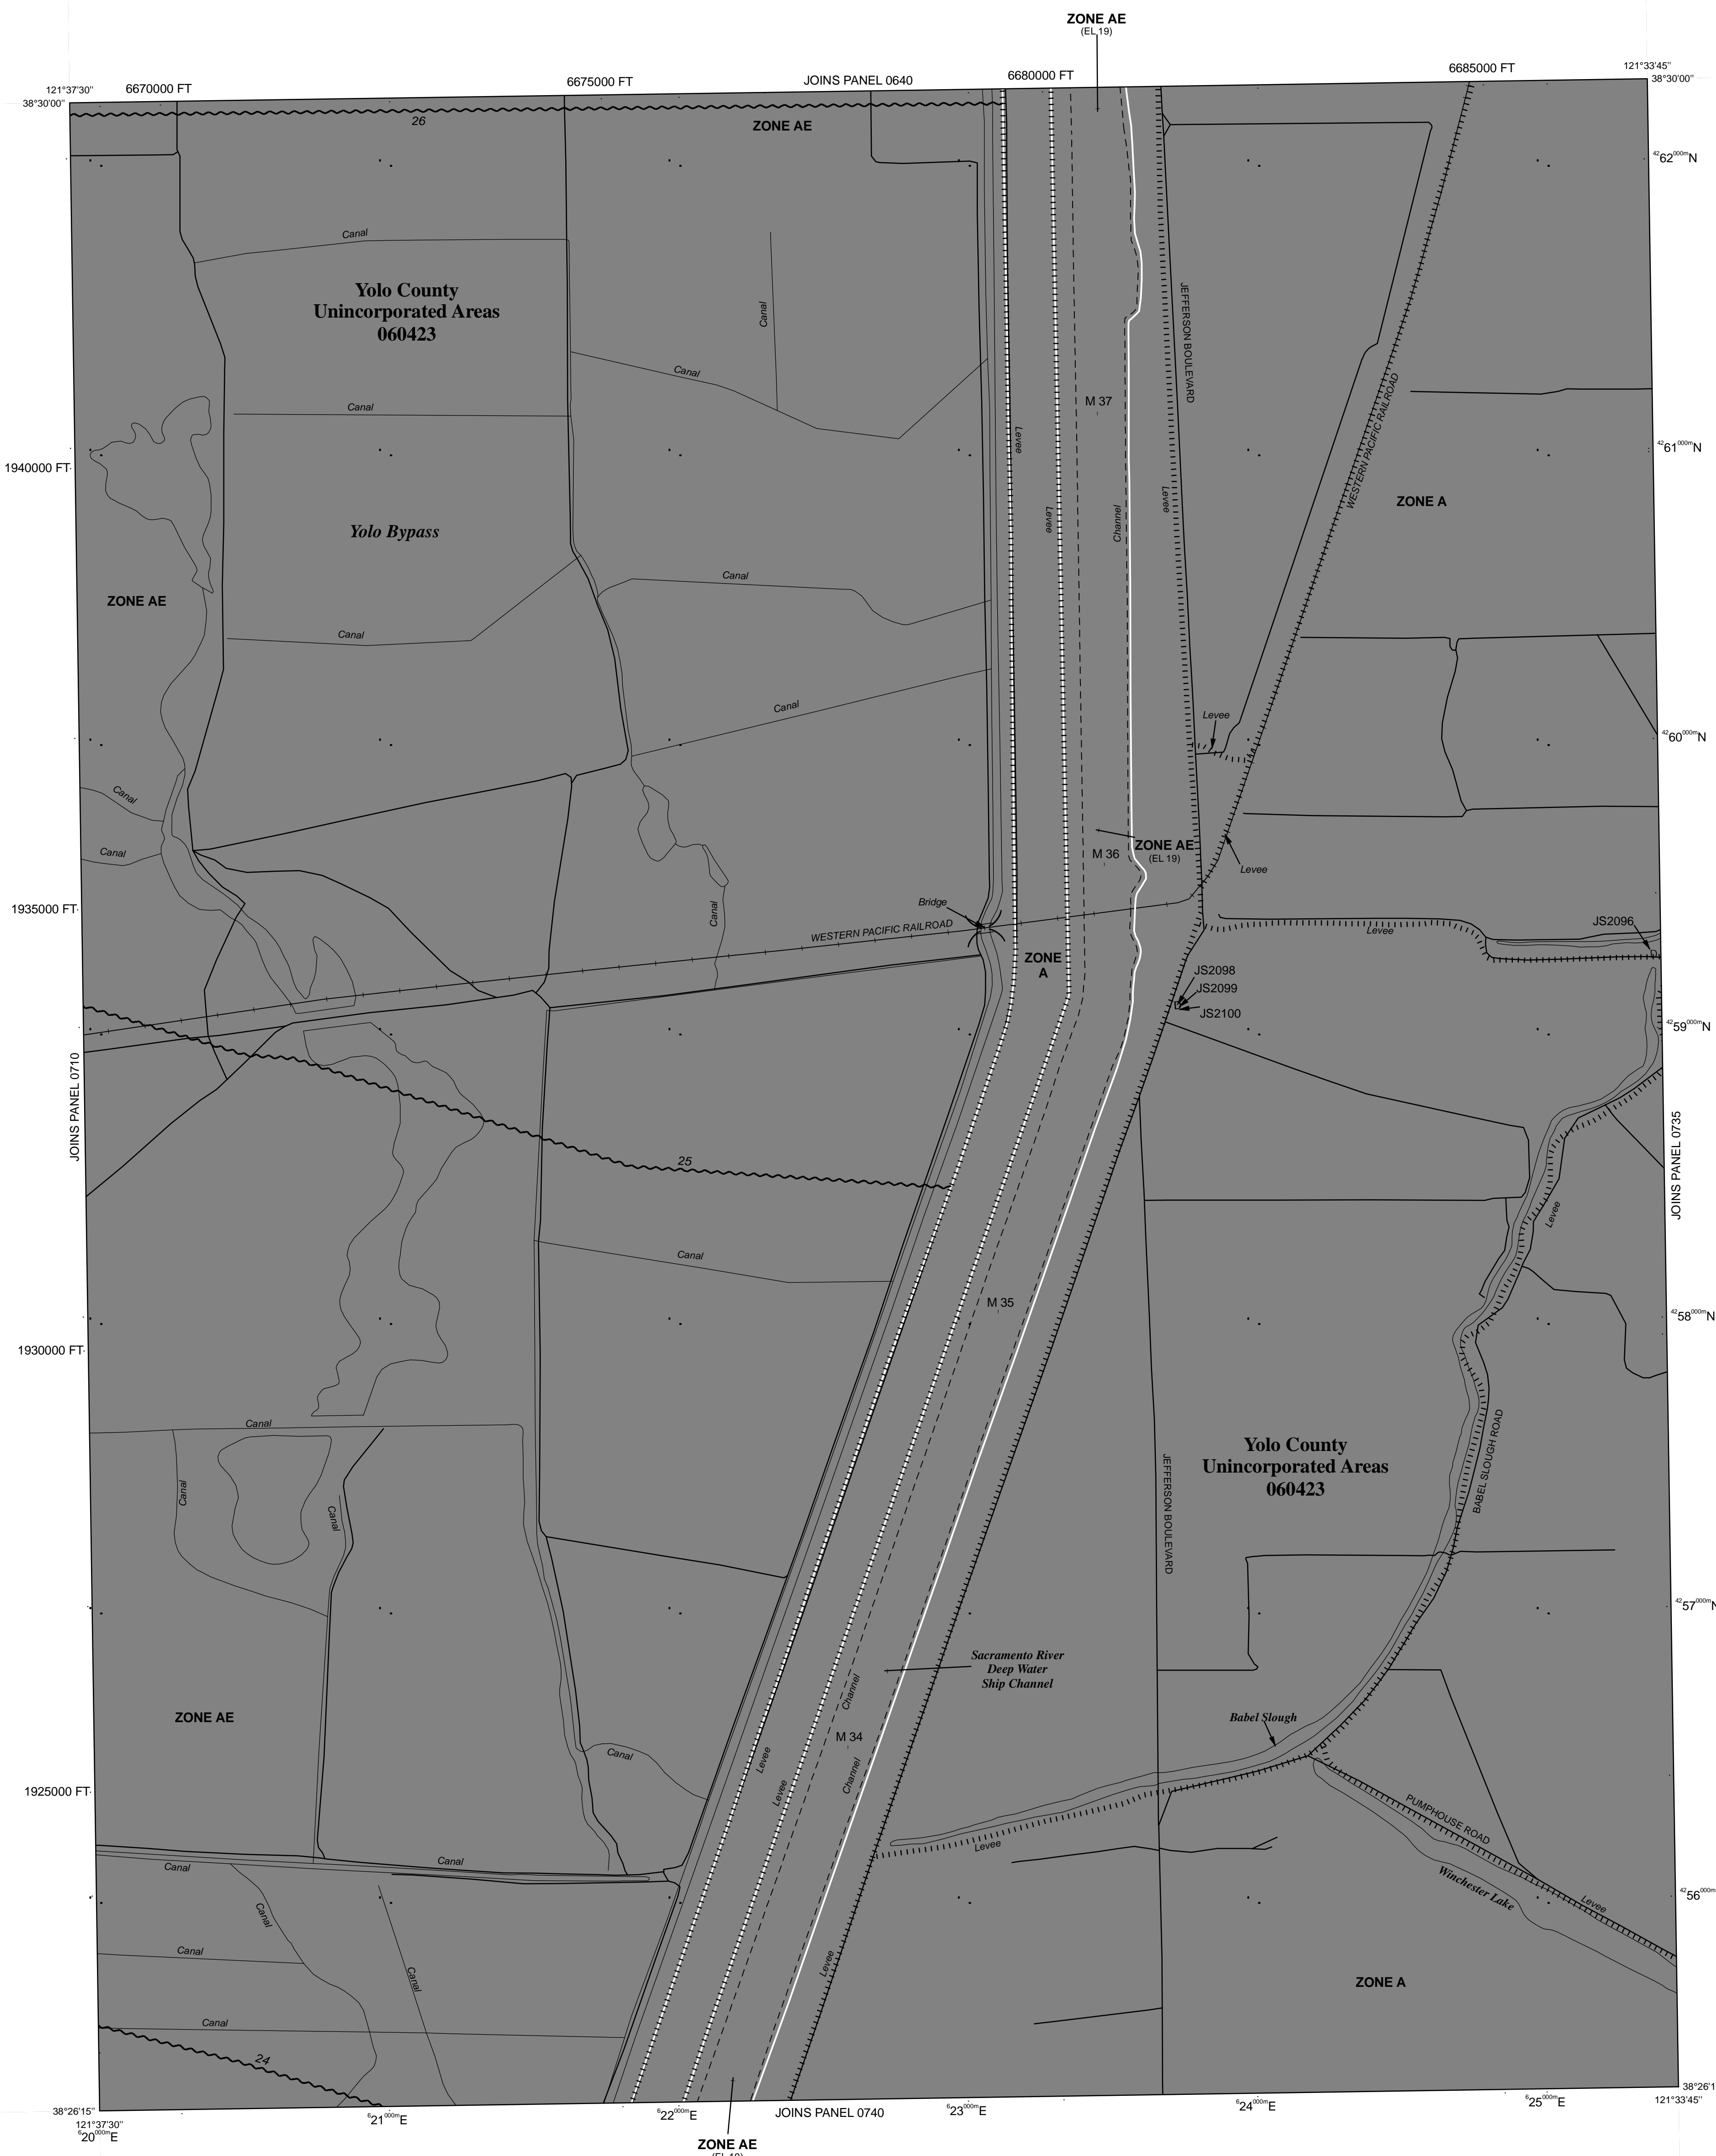 ZONE AE
(EL 19)
6670000 FT
6675000 FT
JOINS PANEL 0640
6680000 FT
6685000 FT
121°37'30"
38°30'00"
121°33'45"
38°30'00"
26
ZONE AE
4262000mN
Canal
Yolo County
Unincorporated Areas
060423
Canal
Canal
Canal
JEFFERSON BOULEVARD
WESTERN PACIFIC RAILROAD
M 37
Levee
Levee
Channel
Levee
1940000 FT
4261000mN
ZONE A
Yolo Bypass
Canal
ZONE AE
Canal
Canal
Levee
4260000mN
Canal
Canal
M 36
ZONE AE
(EL 19)
Levee
Canal
1935000 FT
Bridge
WESTERN PACIFIC RAILROAD
Levee
JS2096
ZONE
A
JS2098
JS2099
JS2100
4259000mN
JOINS PANEL 0710
JOINS PANEL 0735
25
Levee
Canal
M 35
4258000mN
1930000 FT
Canal
Canal
Canal
Yolo County
Unincorporated Areas
060423
JEFFERSON BOULEVARD
BABEL SLOUGH ROAD
4257000mN
Sacramento River
Deep Water
Ship Channel
Channel
ZONE AE
Babel Slough
M 34
Canal
Levee
Levee
Channel
1925000 FT
PUMPHOUSE ROAD
Levee
Canal
Canal
Winchester Lake
Levee
4256000m
Canal
Canal
Canal
Levee
ZONE A
Canal
24
38°26'15"
121°37'30"
620000mE
621000mE
622000mE
JOINS PANEL 0740
623000mE
624000mE
625000mE
38°26'1
121°33'45"
ZONE AE